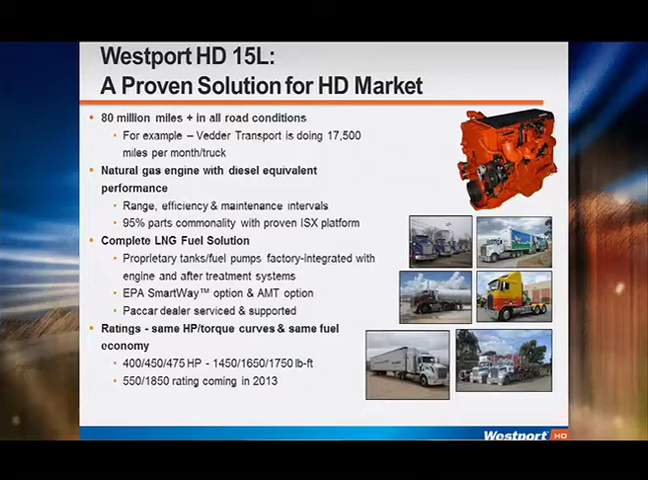 Westport HD 15L:
A Proven Solution for HD Market
80 million miles + in all road conditions
For example – Vedder Transport is doing 17,500
miles per month/truck
Natural gas engine with diesel equivalent
performance
Range, efficiency & maintenance intervals
95% parts commonality with proven ISX platform
Complete LNG Fuel Solution
Proprietary tanks/fuel pumps factory-integrated with
engine and after treatment systems
EPA SmartWay™ option & AMT option
Paccar dealer serviced & supported
Ratings - same HP/torque curves & same fuel
economy
400/450/475 HP - 1450/1650/1750 lb-ft
550/1850 rating coming in 2013
Westport HD